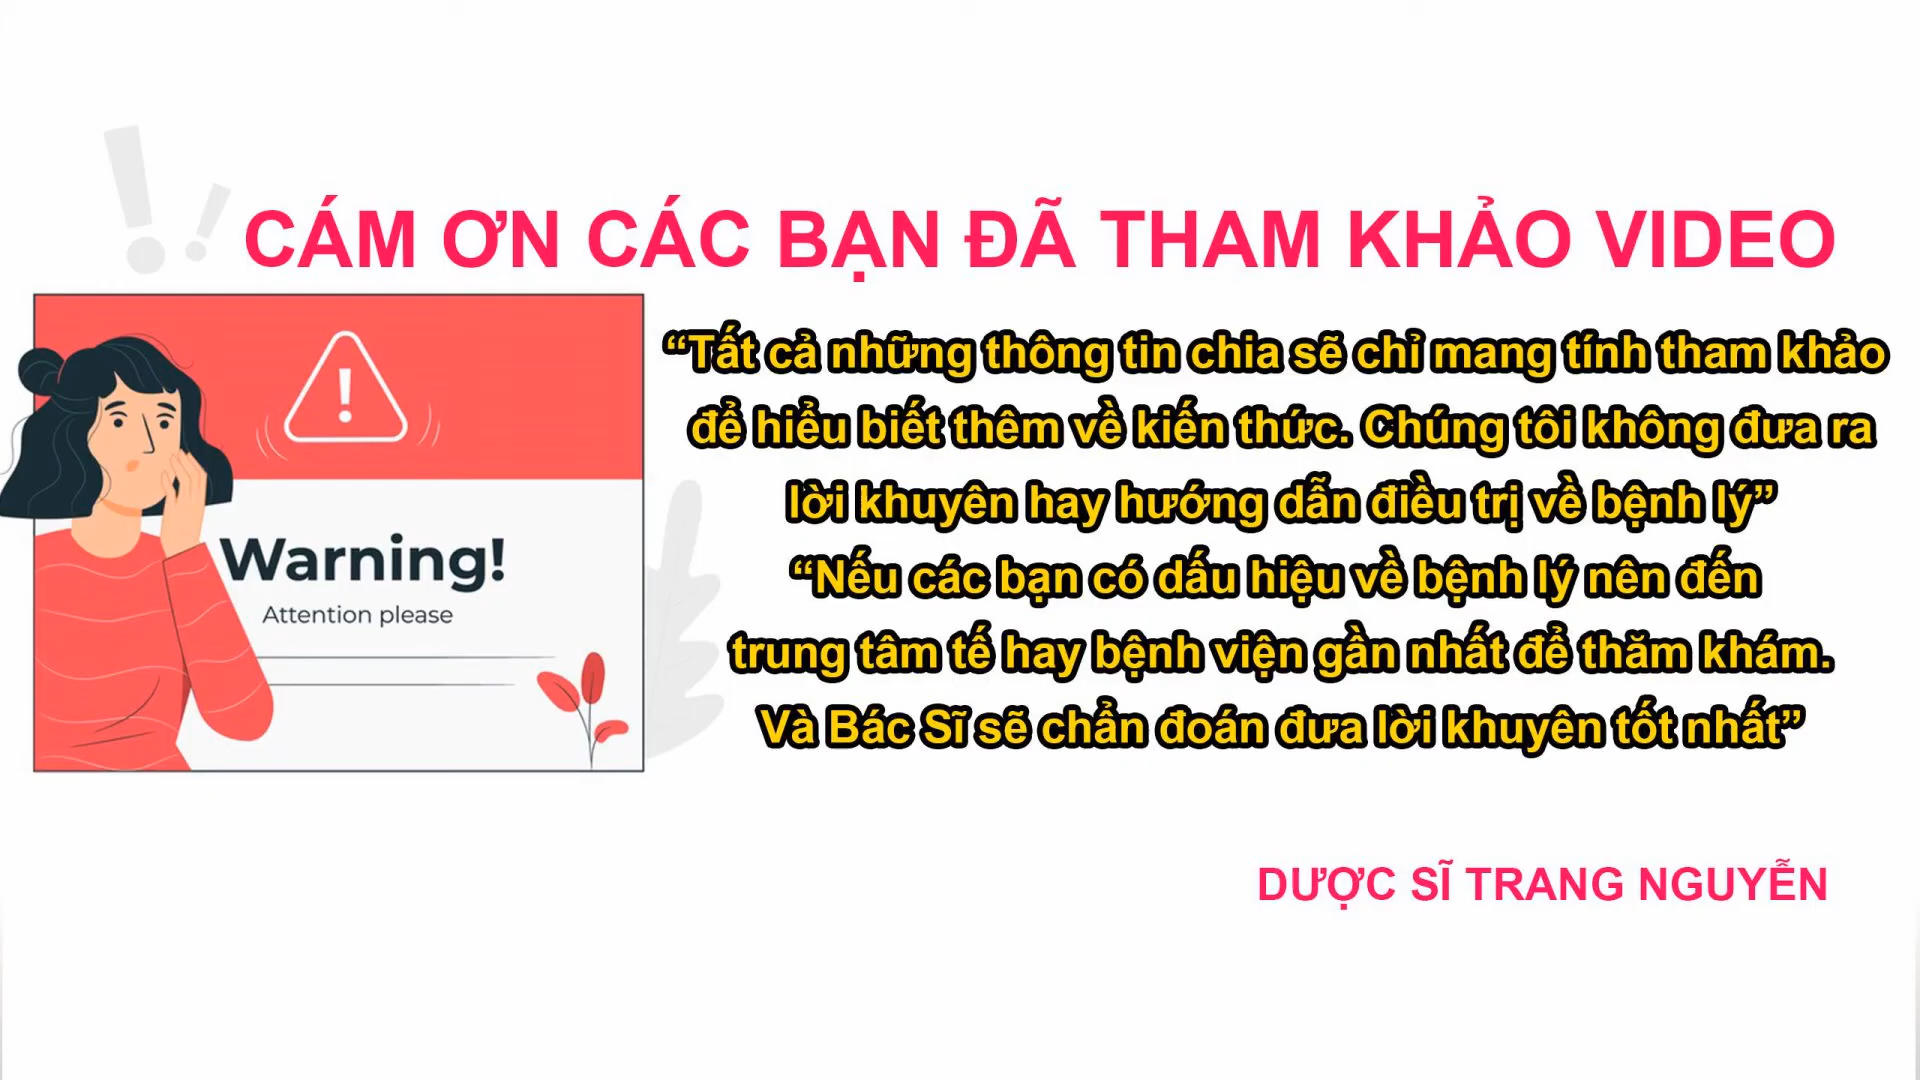 CÁM ƠN CÁC BẠN ĐÃ THAM KHẢO VIDEO
“Tất cả những thông tin chia sẽ chỉ mang tính tham khảo
để hiểu biết thêm về kiến thức. Chúng tôi không đưa ra
lời khuyên hay hướng dẫn điều trị về bệnh lý”
“Nếu các bạn có dấu hiệu về bệnh lý nên đến
trung tâm tế hay bệnh viện gần nhất để thăm khám.
Và Bác Sĩ sẽ chẩn đoán đưa lời khuyên tốt nhất”
Warning!
Attention please
DƯỢC SĨ TRANG NGUYỄN